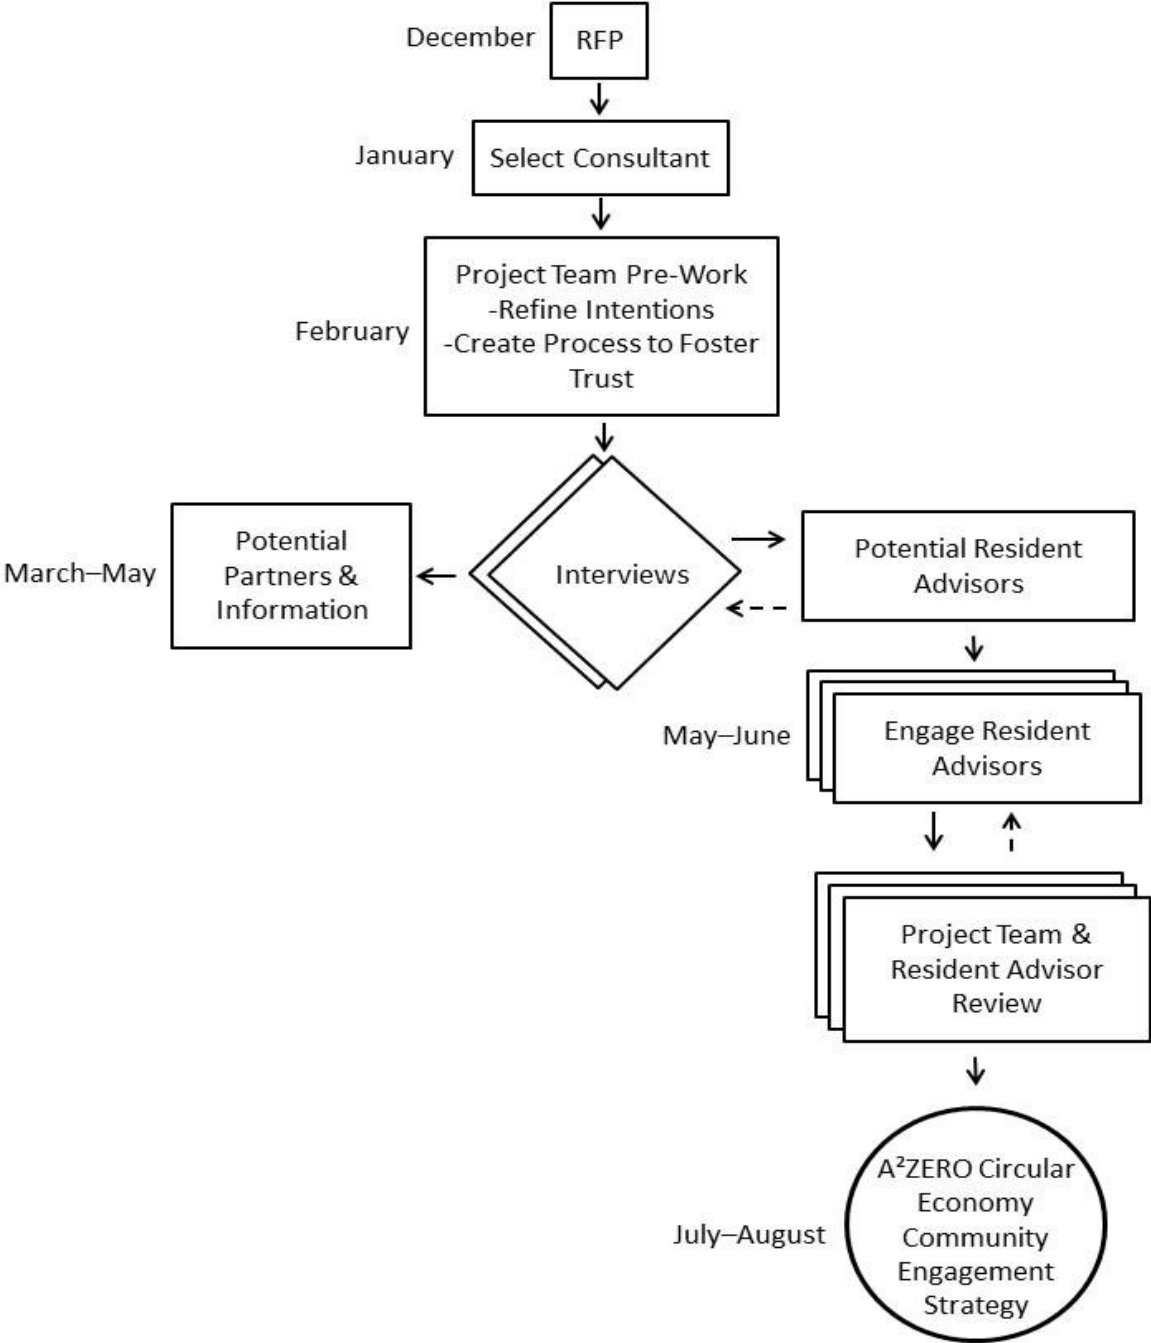 December
RFP
January
Select Consultant
Project Team Pre-Work
-Refine Intentions
February
-Create Process to Foster
Trust
March–May
Potential
Partners &
Information
Interviews
Potential Resident
Advisors
May–June
Engage Resident
Advisors
Project Team &
Resident Advisor
Review
July–August
A²ZERO Circular
Economy
Community
Engagement
Strategy